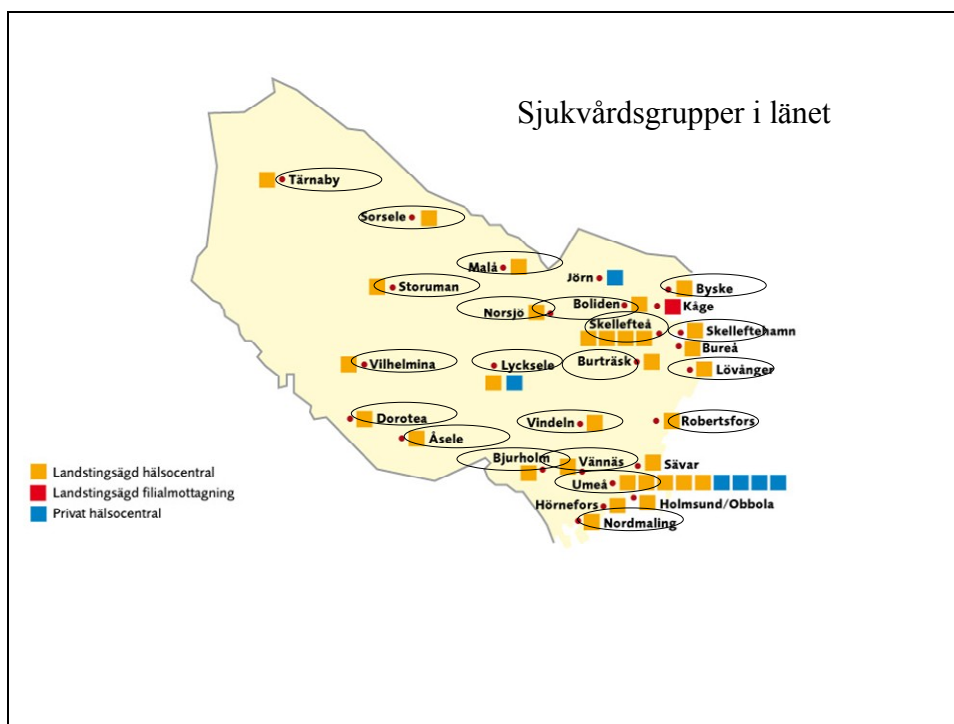 Sjukvårdsgrupper i länet
Tärnaby
Sorsele
Malå
Jörn
Storuman
Byske
Norsjö
Boliden
Kåge
Skellefteå
Skelleftehamn
Bureå
Vilhelmina
Lycksele
Burträsk
Lövånger
Dorotea
Vindeln
Robertsfors
Åsele
Bjurholm
Vännäs
Sävar
Landstingsägd hälsocentral
Umeå
Landstingsägd filialmottagning
Hörnefors
Holmsund/Obbola
Privat hälsocentral
Nordmaling